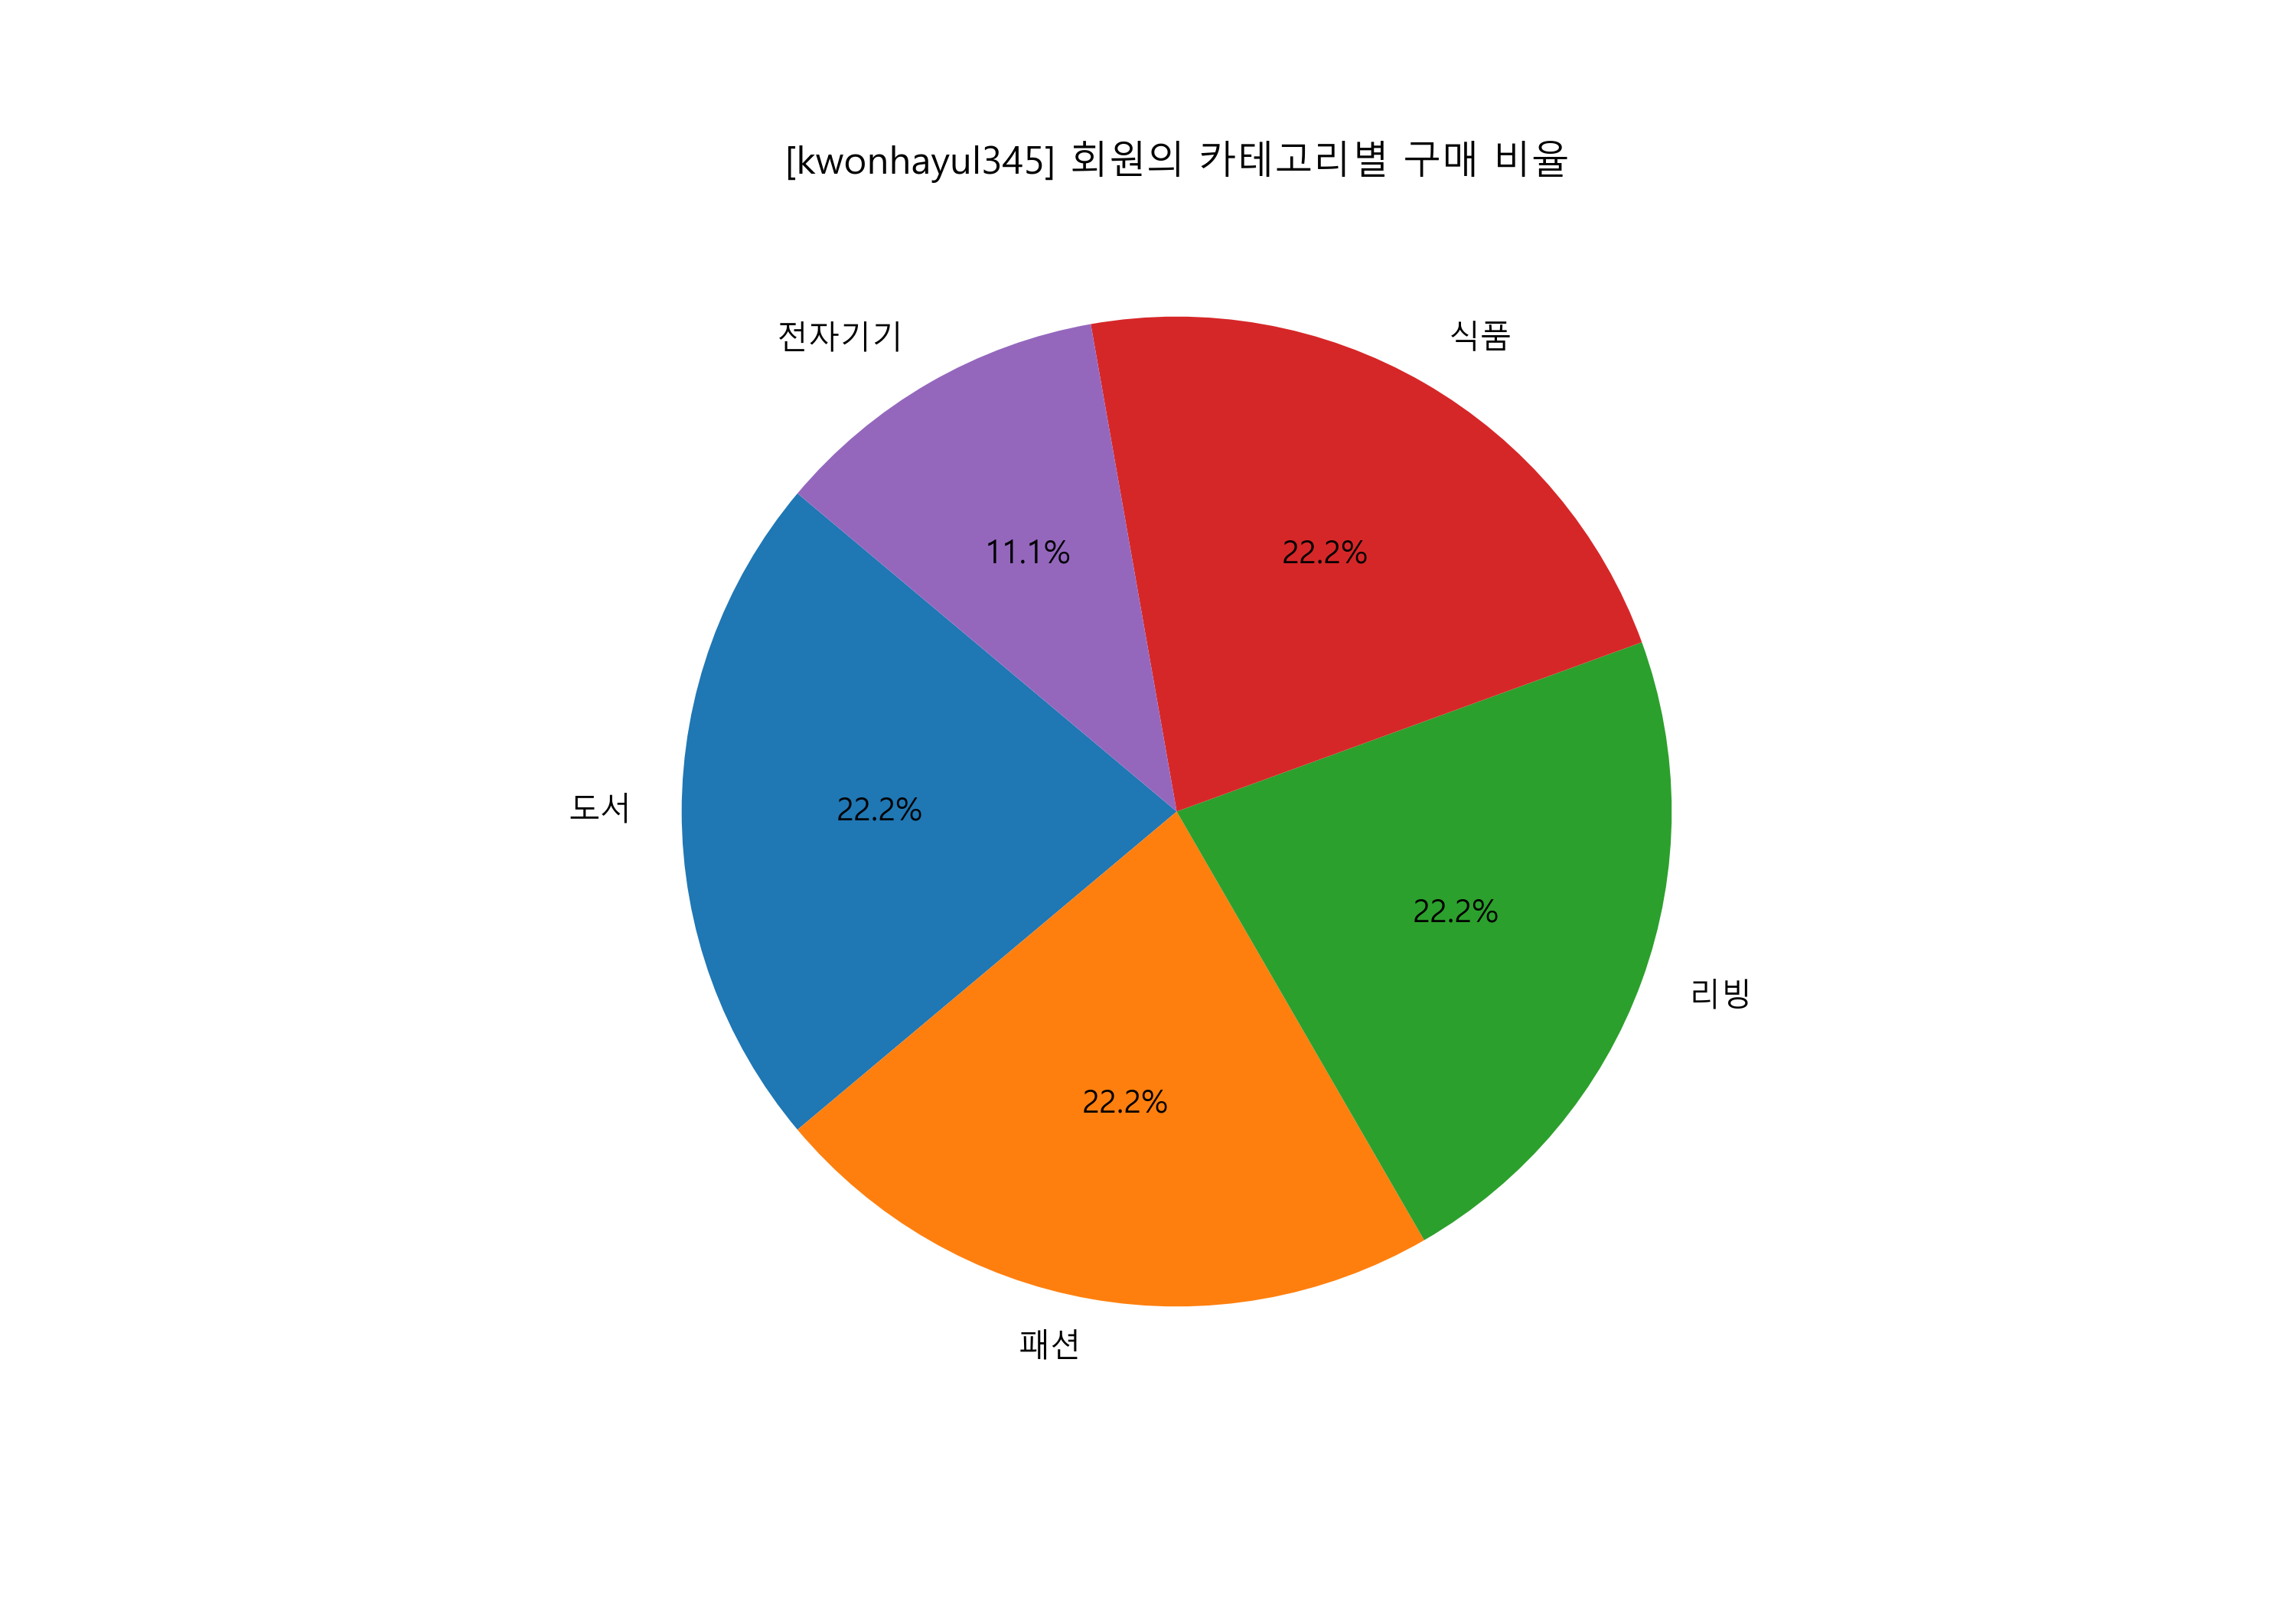 [kwonhayul345] 회원의 카테고리별 구매 비율
전자기기
식품
11.1%
22.2%
도서
22.2%
22.2%
리빙
22.2%
패션